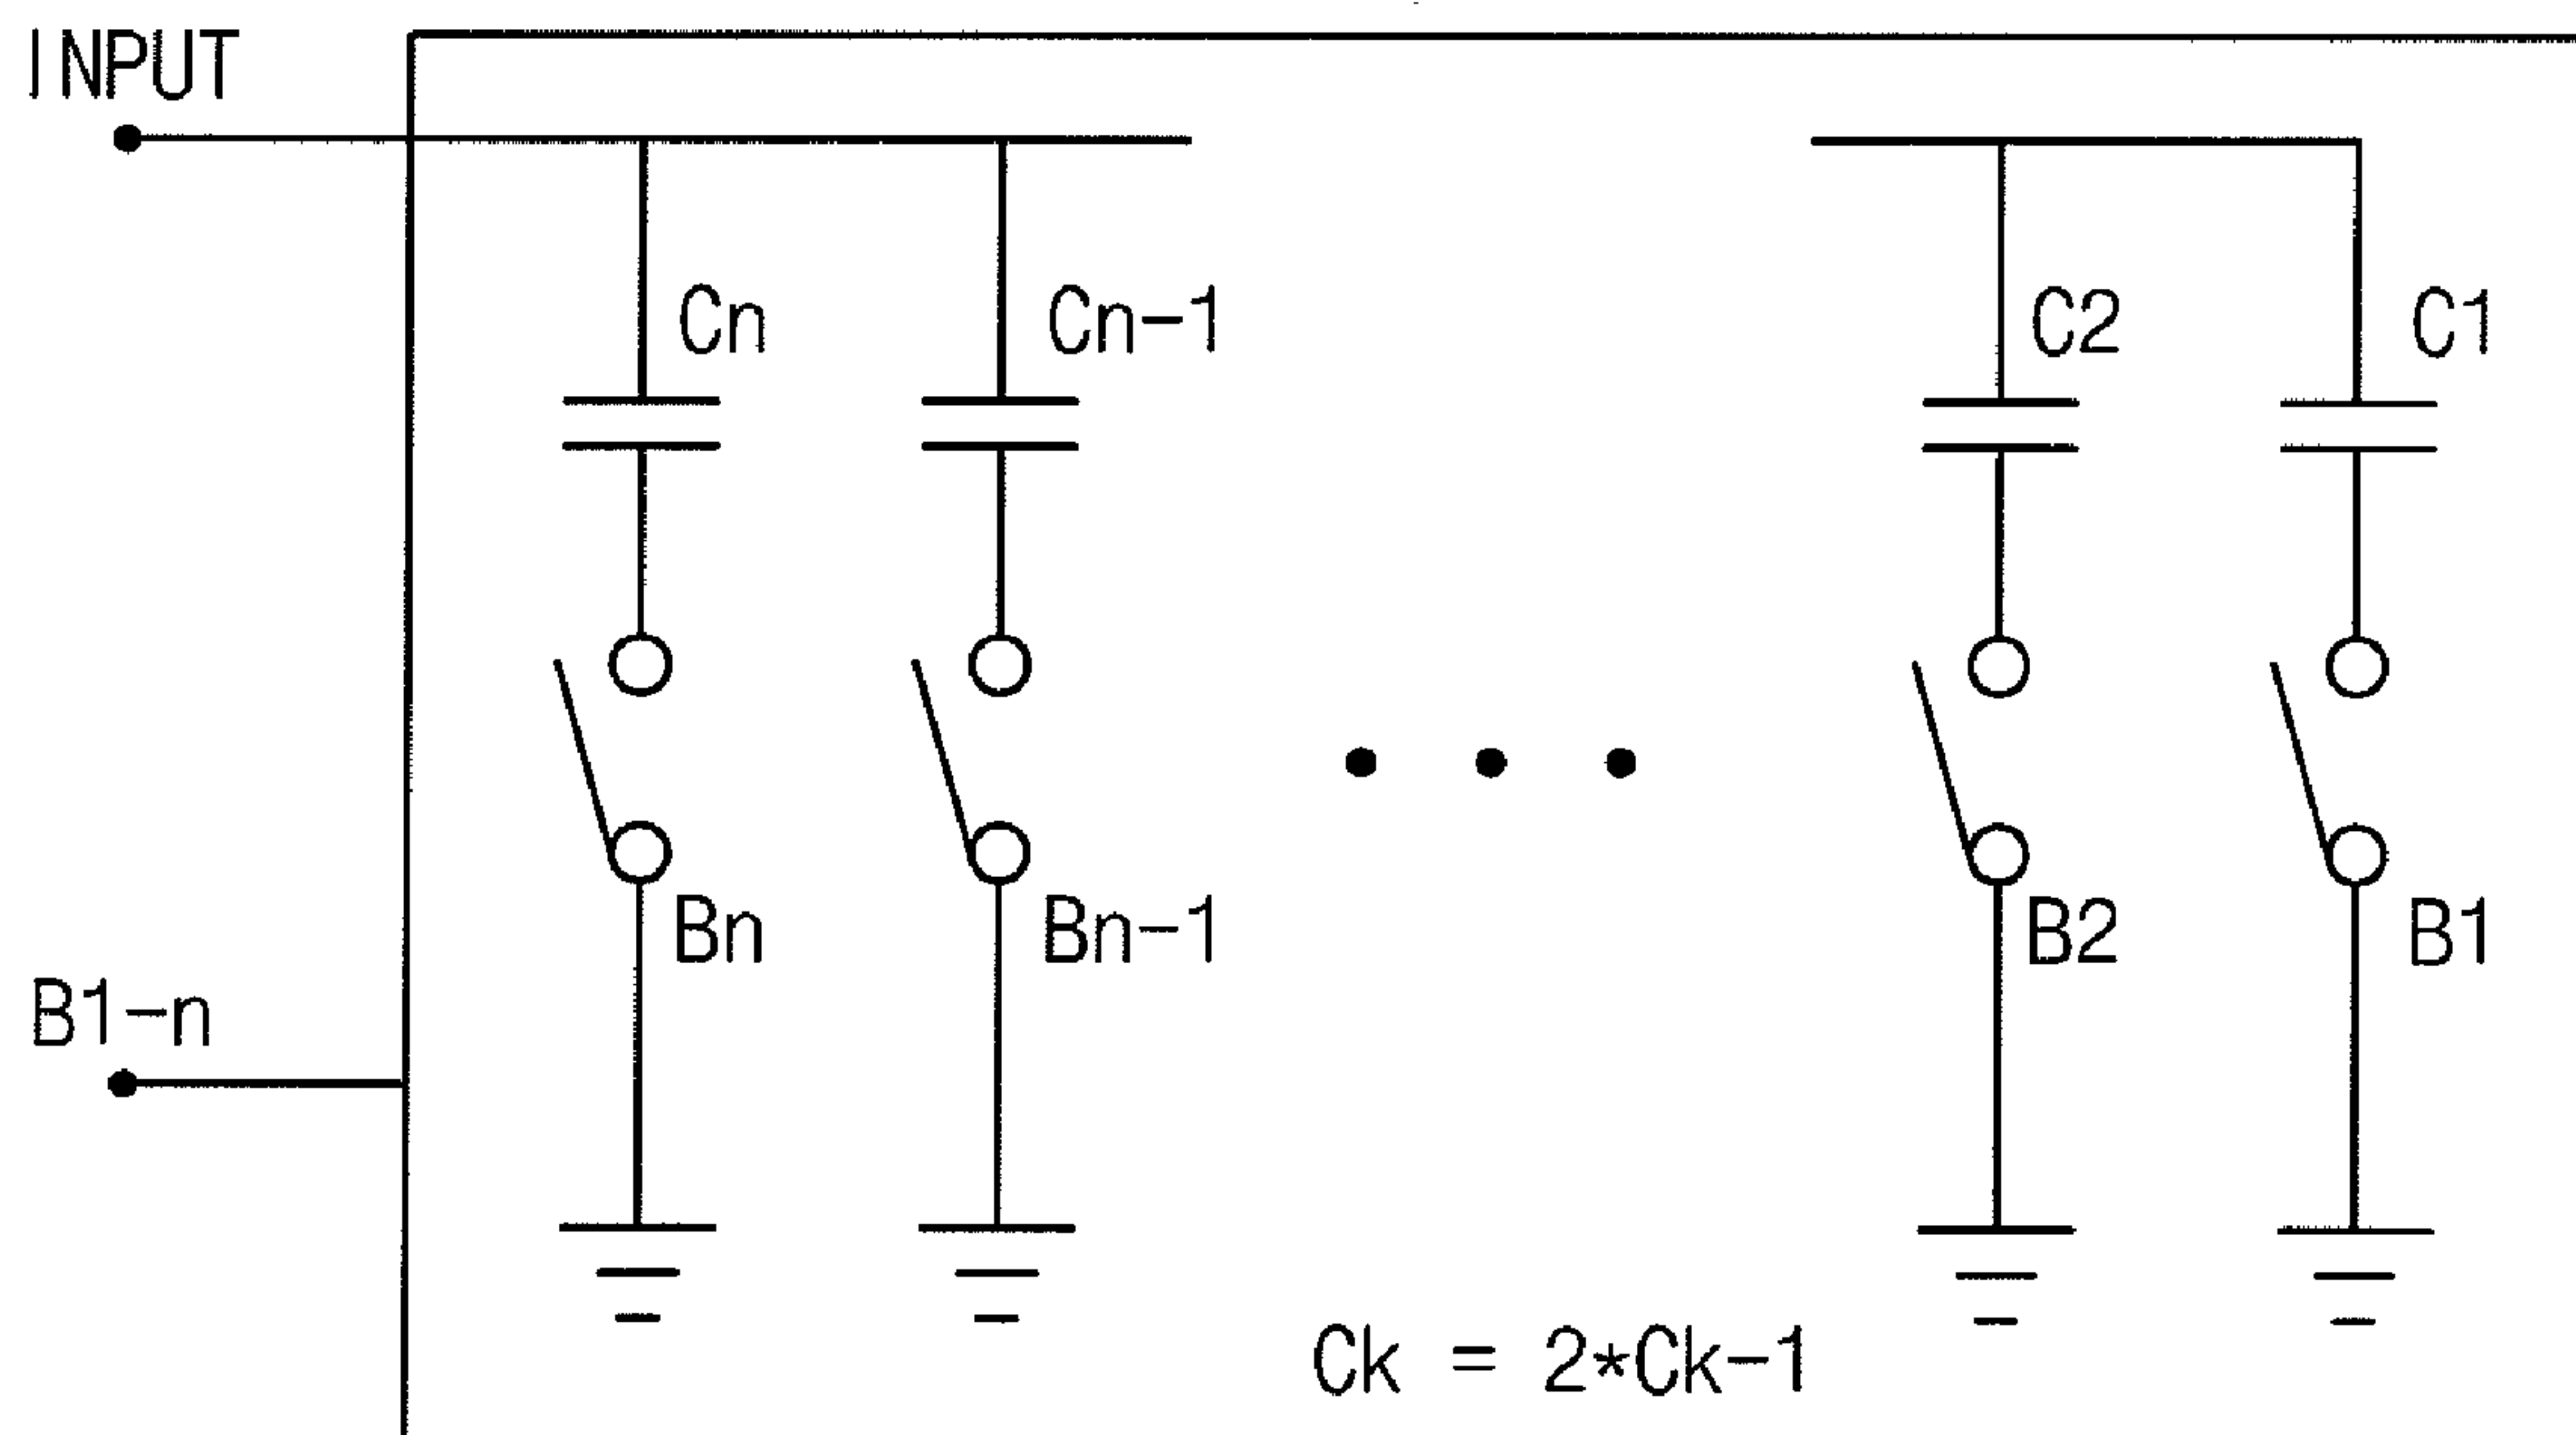 INPUT
Cn
Cn-1
C2
C1
Bn
Bn-1
B2
B1
B1-n
Ck = 2*Ck-1